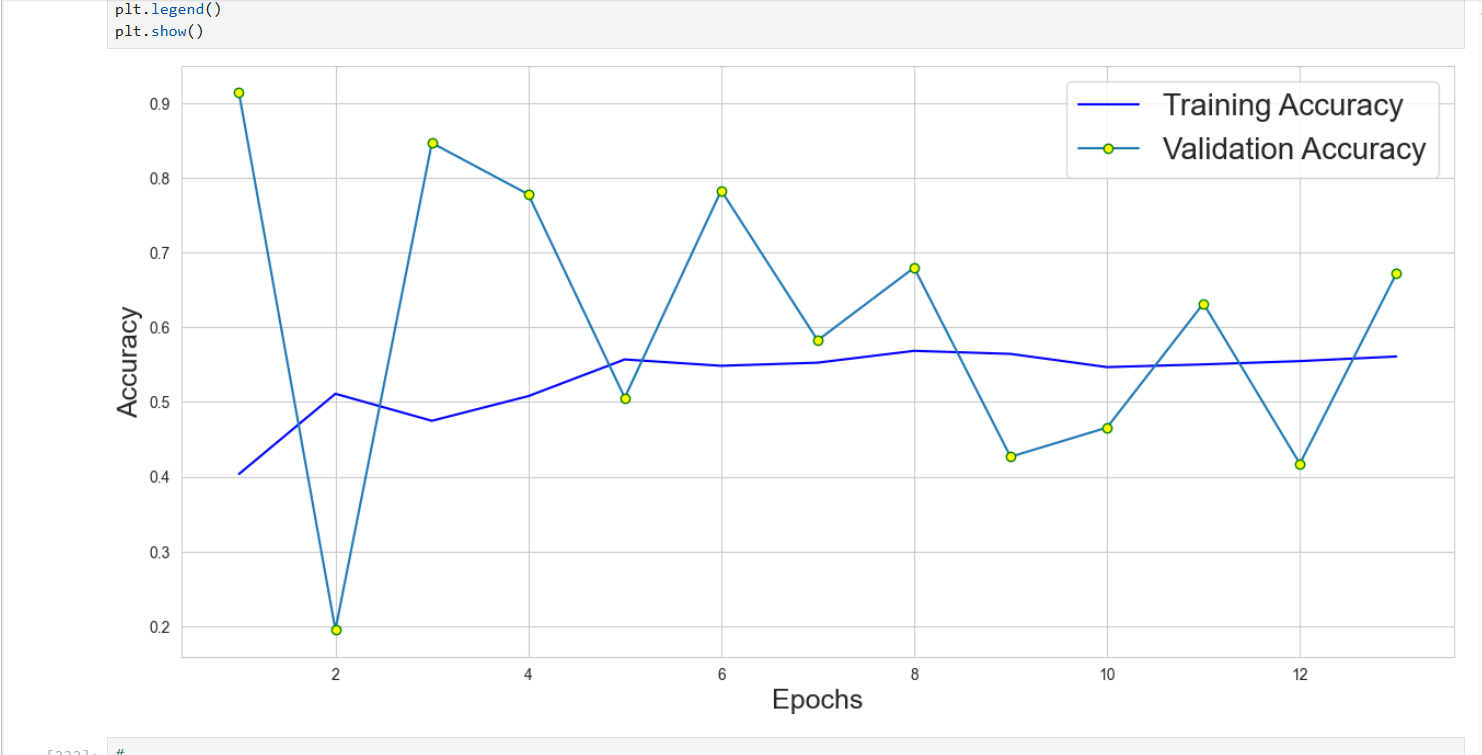 plt.legend()
plt.show()
Training Accuracy
Validation Accuracy
0.9
0.8
0.7
0.6
0.5
0.4
0.3
0.2
Accuracy
2 4 6 8 10 12
Epochs
#